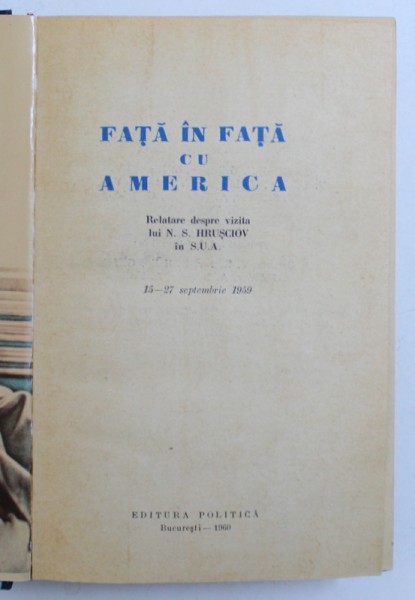 FAȚĂ ÎN FAȚĂ
CU
AMERICA
Relatare despre vizita
lui N. S. HRUȘCIOV
în S.U.A.
15—27 septembrie 1959
EDITURA POLITICĂ
București — 1960